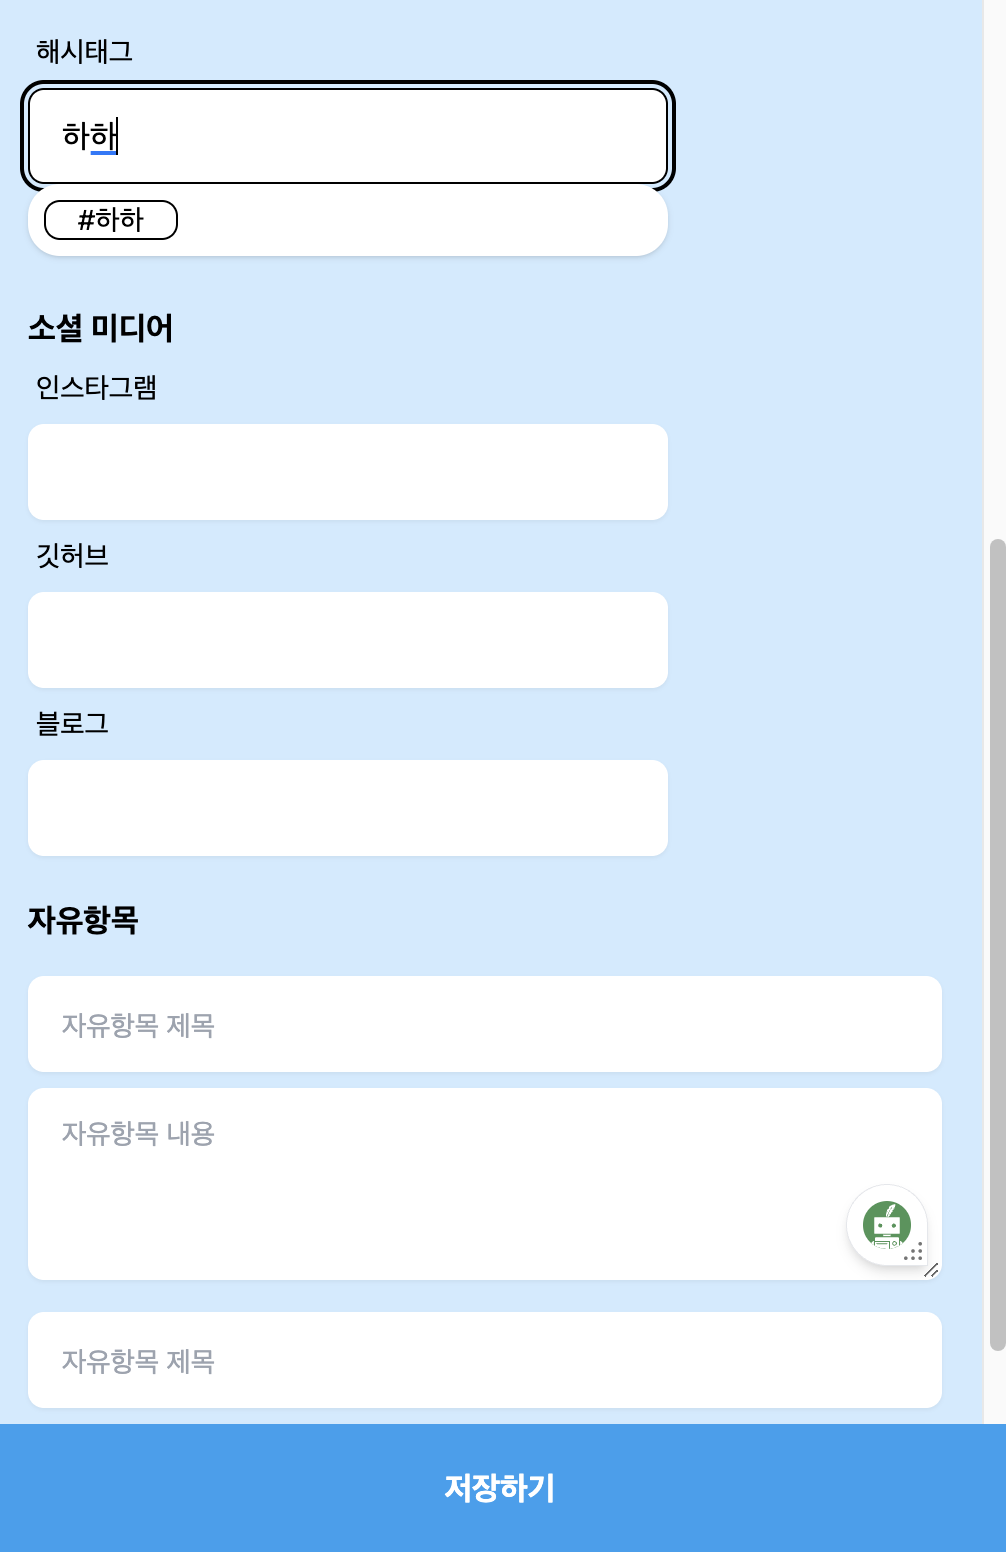 해시태그
하하
#하하
소셜 미디어
인스타그램
깃허브
블로그
자유항목
자유항목 제목
자유항목 내용
자유항목 제목
저장하기